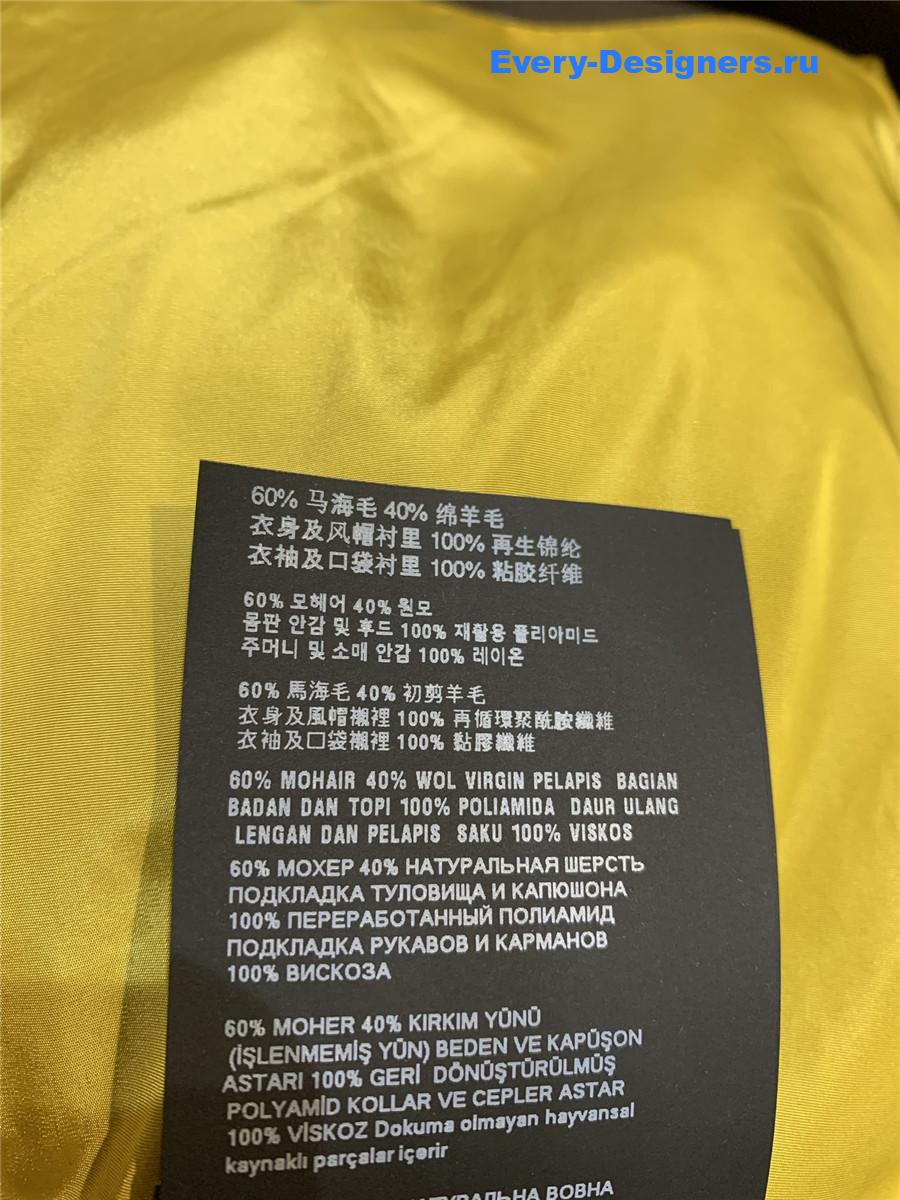 Every-Designers.ru
60% 马海毛 40% 绵羊毛
衣身及风帽衬里 100% 再生锦纶
衣袖及口袋衬里 100% 粘胶纤维
60% 모헤어 40% 원모
몸판 안감 및 후드 100% 재활용 폴리아미드
주머니 및 소매 안감 100% 레이온
60% 馬海毛 40% 初剪羊毛
衣身及風帽襯裡 100% 再循環聚酰胺纖維
衣袖及口袋襯裡 100% 黏膠纖維
60% MOHAIR 40% WOL VIRGIN PELAPIS BAGIAN
BADAN DAN TOPI 100% POLIAMIDA DAUR ULANG
LENGAN DAN PELAPIS SAKU 100% VISKOS
60% МОХЕР 40% НАТУРАЛЬНАЯ ШЕРСТЬ
ПОДКЛАДКА ТУЛОВИЩА И КАПЮШОНА
100% ПЕРЕРАБОТАННЫЙ ПОЛИАМИД
ПОДКЛАДКА РУКАВОВ И КАРМАНОВ
100% ВИСКОЗА
60% MOHER 40% KIRKIM YÜNÜ
(İŞLENMEMİŞ YÜN) BEDEN VE KAPÜŞON
ASTARI 100% GERİ DÖNÜŞTÜRÜLMÜŞ
POLYAMİD KOLLAR VE CEPLER ASTAR
100% VİSKOZ Dokuma olmayan hayvansal
kaynaklı parçalar içerir
ВОВНА